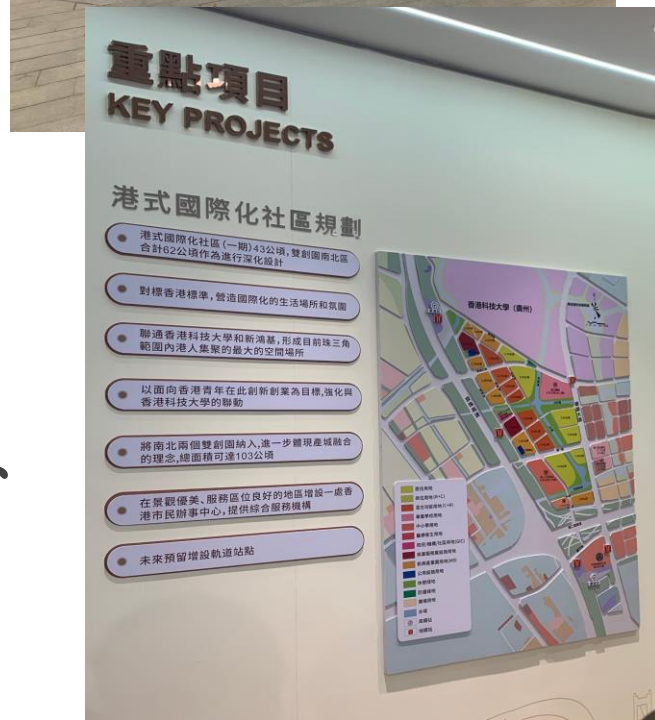 重點項目
KEY PROJECTS
港式國際化社區規劃
港式國際化社區(一期)43公頃,雙創園南北區
合計62公頃作為進行深化設計
對標香港標準,營造國際化的生活場所和氛圍
聯通香港科技大學和新鴻基,形成目前珠三角
範圍內港人集聚的最大的空間場所
以面向香港青年在此創新創業為目標,強化與
香港科技大學的聯動
將南北兩個雙創園納入,進一步體現產城融合
的理念,總面積可達103公頃
在景觀優美、服務區位良好的地區增設一處香
港市民辦事中心,提供綜合服務機構
未來預留增設軌道站點
香港科技大學(廣州)